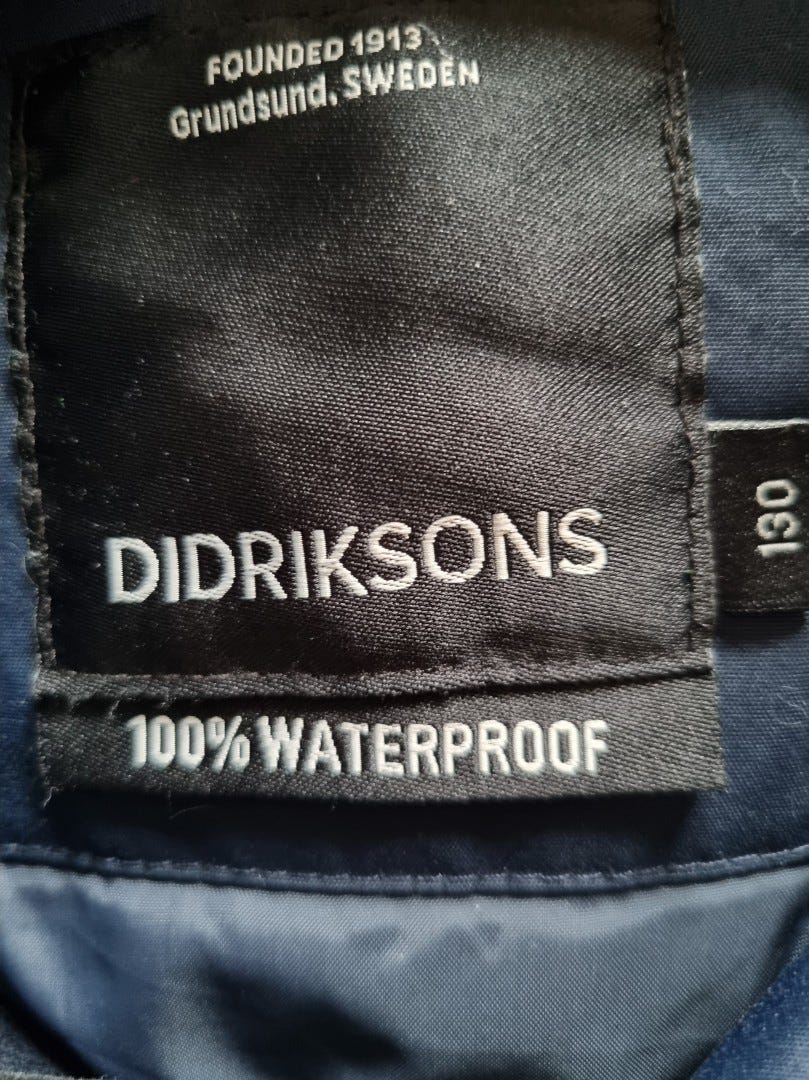 FOUNDED 1913
Grundsund, SWEDEN
DIDRIKSONS
130
100% WATERPROOF